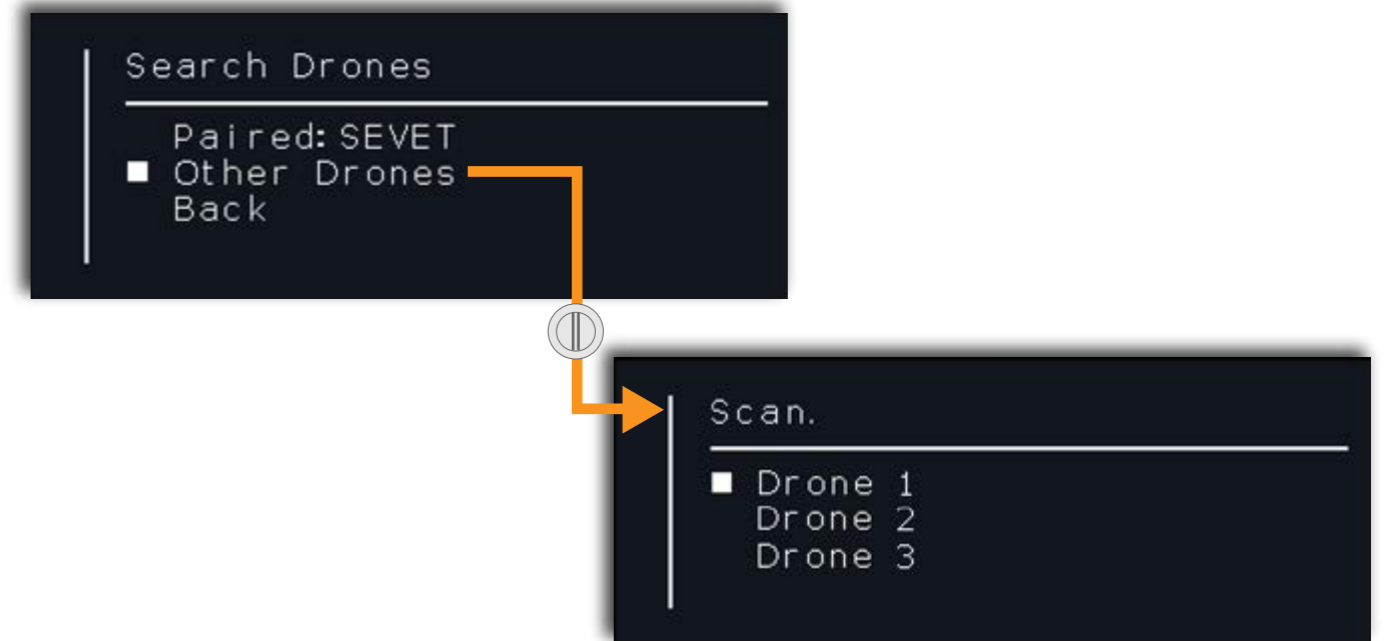 Search Drones
Paired: SEVET
Other Drones
Back
Scan.
Drone 1
Drone 2
Drone 3